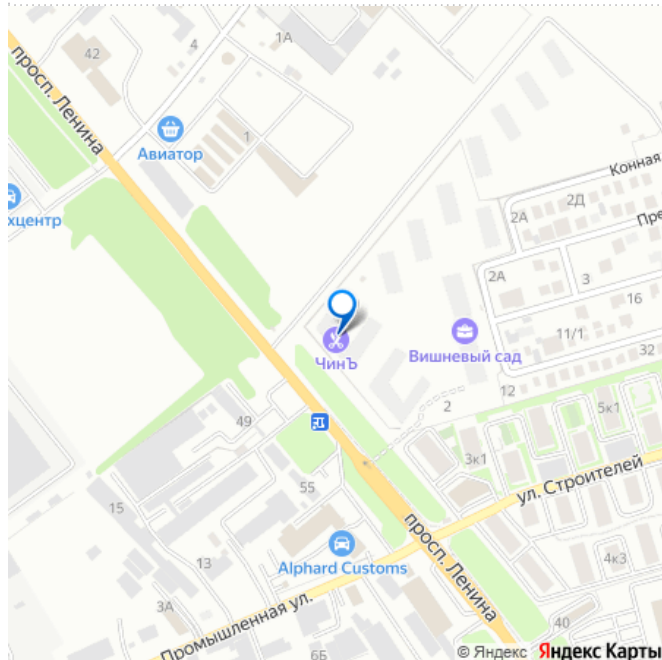 1А
4
42
просп. Ленина
Авиатор
1
Конная
2Д
2А
Пре
хцентр
2А
3
16
11/1
ЧинЪ
Вишневый сад
32
12
2
5к1
49
3к1
ул. Строителей
55
15
просп. Ленина
13
Alphard Customs
4к3
3А
Промышленная ул.
40
6Б
© Яндекс Яндекс Карты